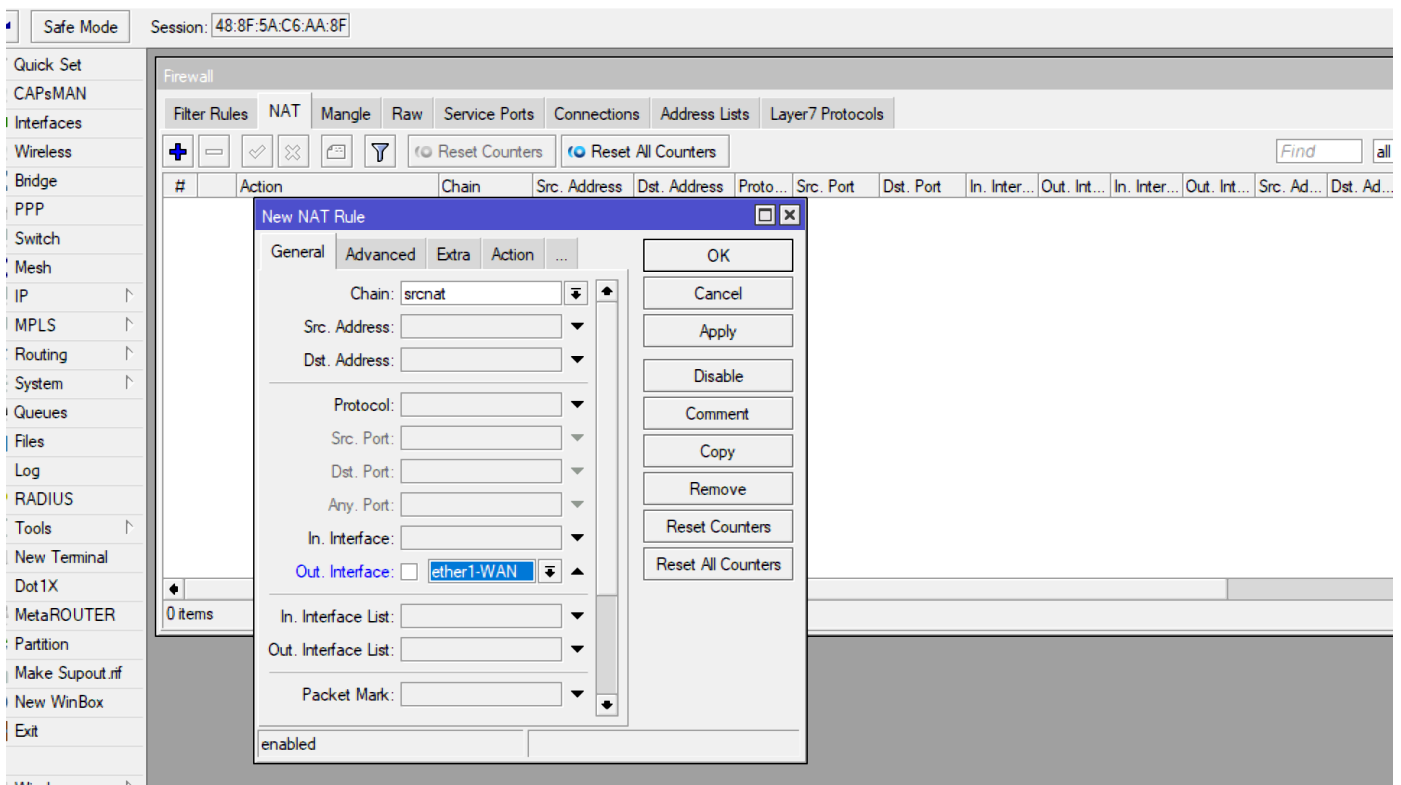 Safe Mode Session: 48:8F:5A:C6:AA:8F
Quick Set
CAPsMAN
Interfaces
Wireless
Bridge
PPP
Switch
Mesh
IP
MPLS
Routing
System
Queues
Files
Log
RADIUS
Tools
New Terminal
Dot1X
MetaROUTER
Partition
Make Supout.rif
New WinBox
Exit
Firewall
Filter Rules NAT Mangle Raw Service Ports Connections Address Lists Layer7 Protocols
Reset Counters Reset All Counters Find all
# Action Chain Src. Address Dst. Address Proto... Src. Port Dst. Port In. Inter... Out. Int... In. Inter... Out. Int... Src. Ad... Dst. Ad...
0 items
New NAT Rule
General Advanced Extra Action ...
Chain: srcnat
Src. Address:
Dst. Address:
Protocol:
Src. Port:
Dst. Port:
Any. Port:
In. Interface:
Out. Interface: ether1-WAN
In. Interface List:
Out. Interface List:
Packet Mark:
enabled
OK
Cancel
Apply
Disable
Comment
Copy
Remove
Reset Counters
Reset All Counters